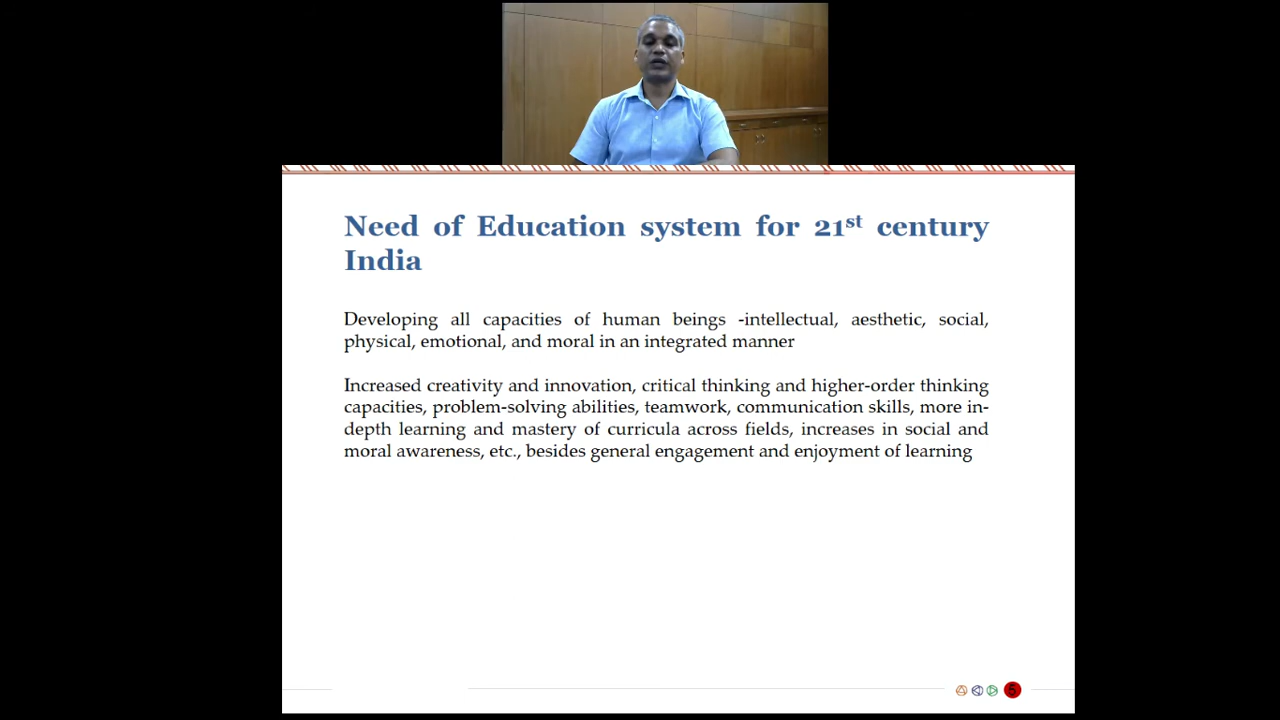 Need of Education system for 21st century
India
Developing all capacities of human beings -intellectual, aesthetic, social,
physical, emotional, and moral in an integrated manner
Increased creativity and innovation, critical thinking and higher-order thinking
capacities, problem-solving abilities, teamwork, communication skills, more in-
depth learning and mastery of curricula across fields, increases in social and
moral awareness, etc., besides general engagement and enjoyment of learning
5